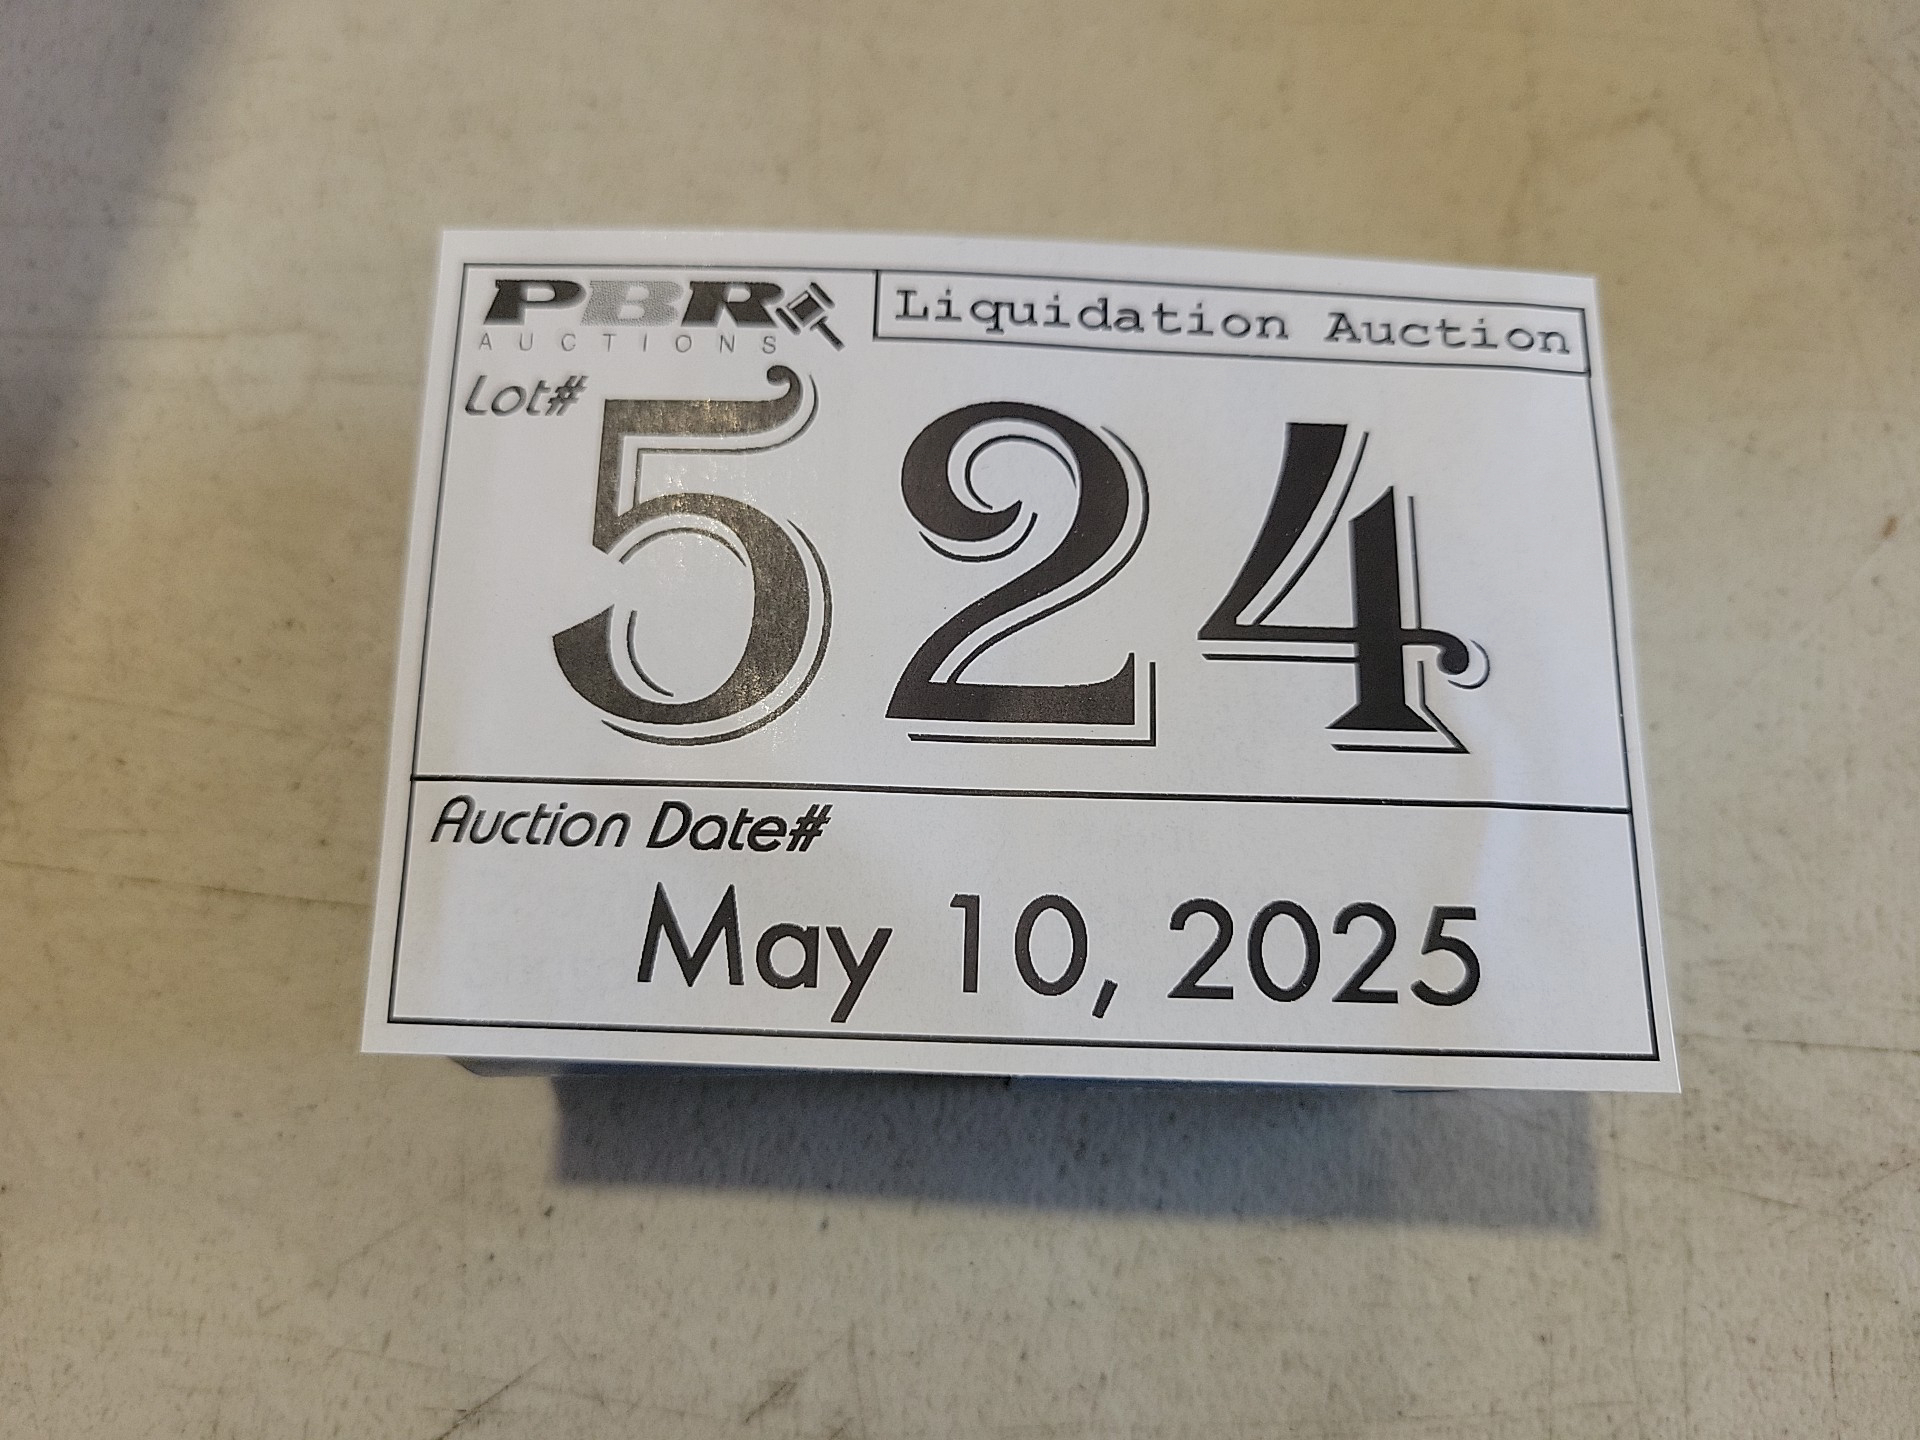 PBR
AUCTIONS
Liquidation Auction
Lot#
524
Auction Date#
May 10, 2025